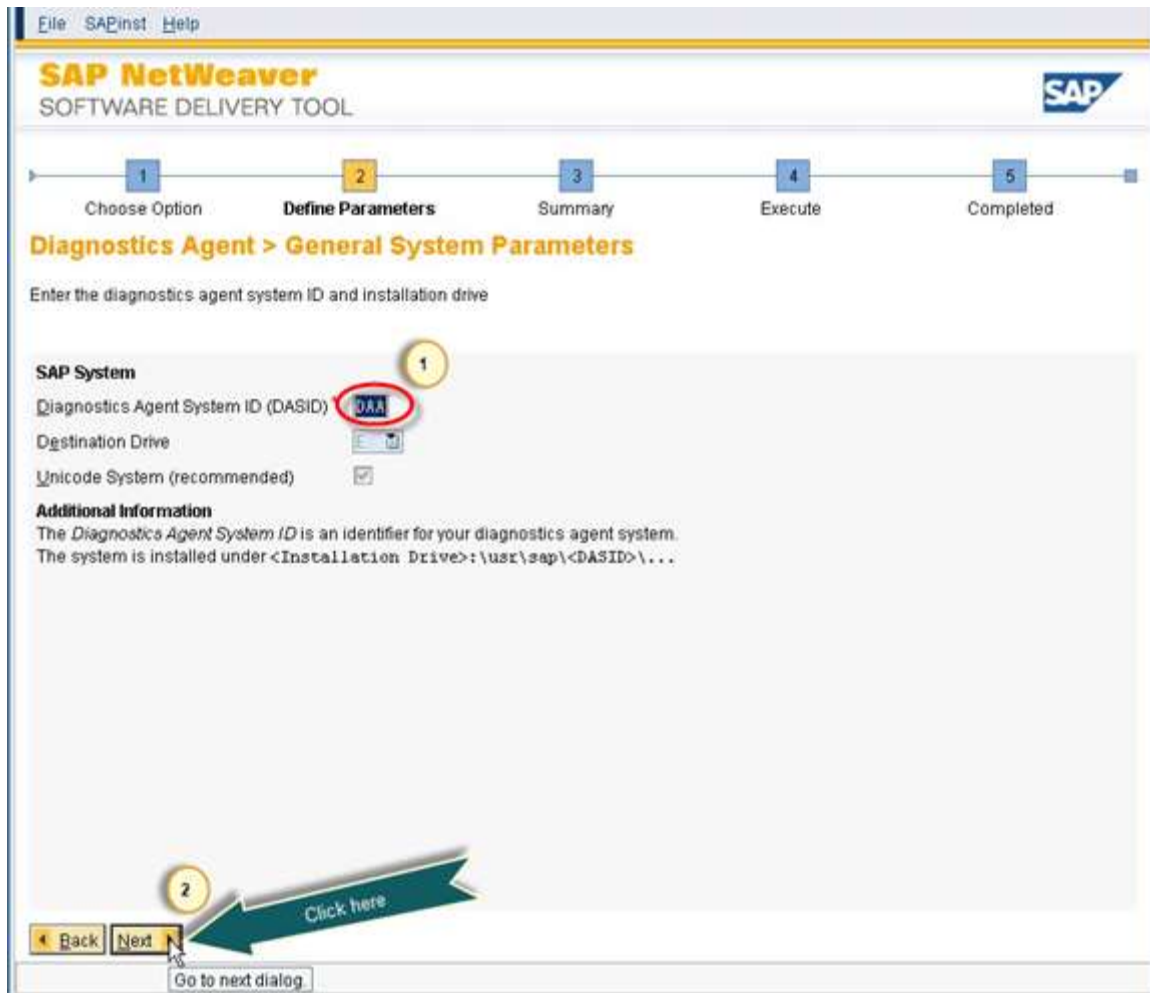 File SAPinst Help
SAP NetWeaver
SOFTWARE DELIVERY TOOL
SAP
1 2 3 4 5
Choose Option Define Parameters Summary Execute Completed
Diagnostics Agent > General System Parameters
Enter the diagnostics agent system ID and installation drive
1
SAP System
Diagnostics Agent System ID (DASID) * DAA
Destination Drive E
Unicode System (recommended)
Additional Information
The Diagnostics Agent System ID is an identifier for your diagnostics agent system.
The system is installed under <Installation Drive>:\usr\sap\<DASID>\...
2
Click here
Back Next
Go to next dialog.